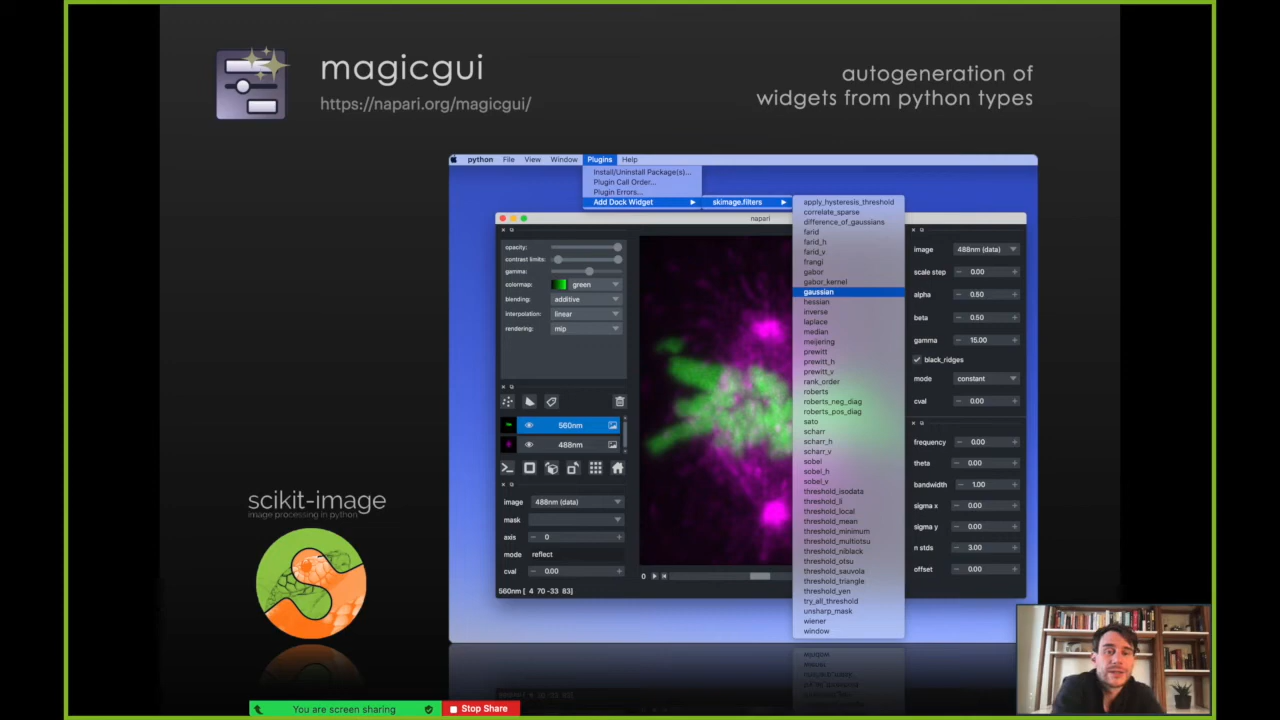 magicgui
https://napari.org/magicgui/
autogeneration of
widgets from python types
python File View Window Plugins Help
Install/Uninstall Package(s)...
Plugin Call Order...
Plugin Errors...
Add Dock Widget
skimage.filters
apply_hysteresis_threshold
correlate_sparse
difference_of_gaussians
farid
farid_h
farid_v
frangi
gabor
gabor_kernel
gaussian
hessian
inverse
laplace
median
meijering
prewitt
prewitt_h
prewitt_v
rank_order
roberts
roberts_neg_diag
roberts_pos_diag
sato
scharr
scharr_h
scharr_v
sobel
sobel_h
sobel_v
threshold_isodata
threshold_li
threshold_local
threshold_mean
threshold_minimum
threshold_multiotsu
threshold_niblack
threshold_otsu
threshold_sauvola
threshold_triangle
threshold_yen
try_all_threshold
unsharp_mask
wiener
window
napari
opacity:
contrast limits:
gamma:
colormap: green
blending: additive
interpolation: linear
rendering: mip
560nm
488nm
image 488nm (data)
mask
axis 0
mode reflect
cval 0.00
560nm [ 4 70 -33 83]
0
image 488nm (data)
scale step 0.00
alpha 0.50
beta 0.50
gamma 15.00
black_ridges
mode constant
cval 0.00
frequency 0.00
theta 0.00
bandwidth 1.00
sigma x 0.00
sigma y 0.00
n stds 3.00
offset 0.00
scikit-image
image processing in python
You are screen sharing
Stop Share